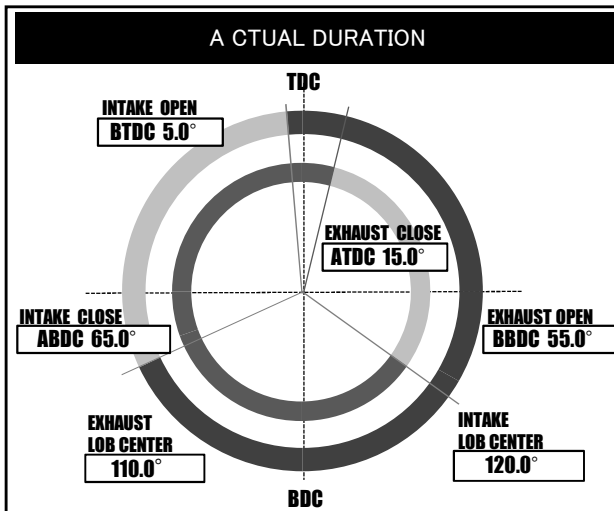 A CTUAL DURATION
TDC
INTAKE OPEN
BTDC 5.0°
EXHAUST CLOSE
ATDC 15.0°
INTAKE CLOSE
ABDC 65.0°
EXHAUST OPEN
BBDC 55.0°
EXHAUST
LOB CENTER
110.0°
INTAKE
LOB CENTER
120.0°
BDC